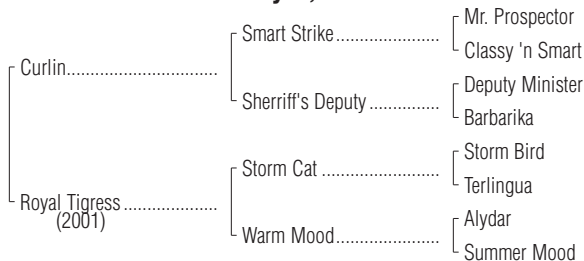 Mr. Prospector
Smart Strike..................
Classy 'n Smart
Curlin..............................
Deputy Minister
Sherriff's Deputy ..............
Barbarika
Storm Bird
Storm Cat .......................
Terlingua
Royal Tigress ...................
(2001)
Alydar
Warm Mood....................
Summer Mood